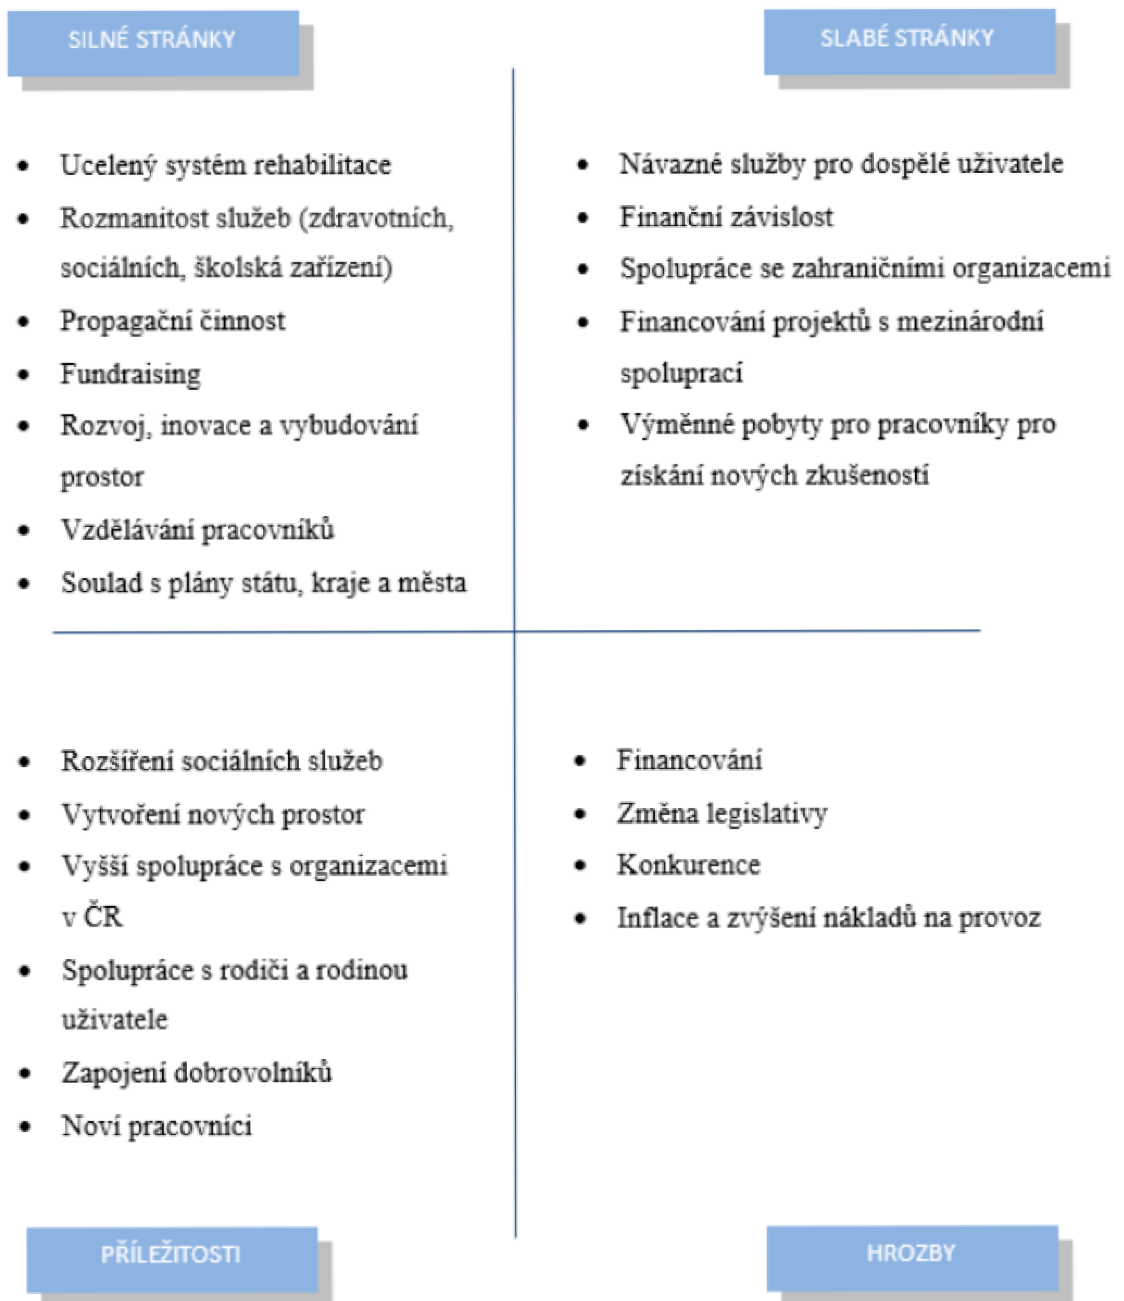 SILNÉ STRÁNKY
• Ucelený systém rehabilitace
• Rozmanitost služeb (zdravotních,
sociálních, školská zařízení)
• Propagační činnost
• Fundraising
• Rozvoj, inovace a vybudování
prostor
• Vzdělávání pracovníků
• Soulad s plány státu, kraje a města
SLABÉ STRÁNKY
• Návazné služby pro dospělé uživatele
• Finanční závislost
• Spolupráce se zahraničními organizacemi
• Financování projektů s mezinárodní
spoluprací
• Výměnné pobyty pro pracovníky pro
získání nových zkušeností
• Rozšíření sociálních služeb
• Vytvoření nových prostor
• Vyšší spolupráce s organizacemi
v ČR
• Spolupráce s rodiči a rodinou
uživatele
• Zapojení dobrovolníků
• Noví pracovníci
PŘÍLEŽITOSTI
• Financování
• Změna legislativy
• Konkurence
• Inflace a zvýšení nákladů na provoz
HROZBY